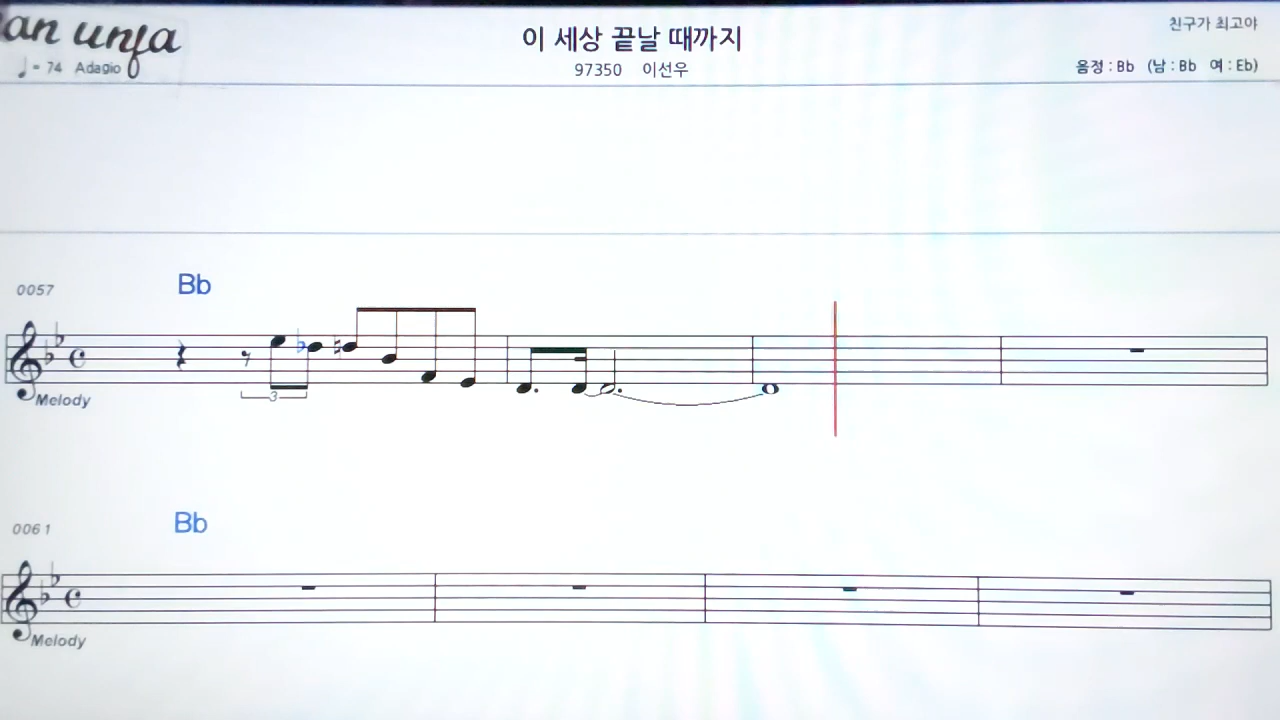 an unfa
이 세상 끝날 때까지
친구가 최고야
♩= 74 Adagio
97350 이선우
음정 : Bb (남 : Bb 여 : Eb)
0057
Bb
3
Melody
0061
Bb
Melody